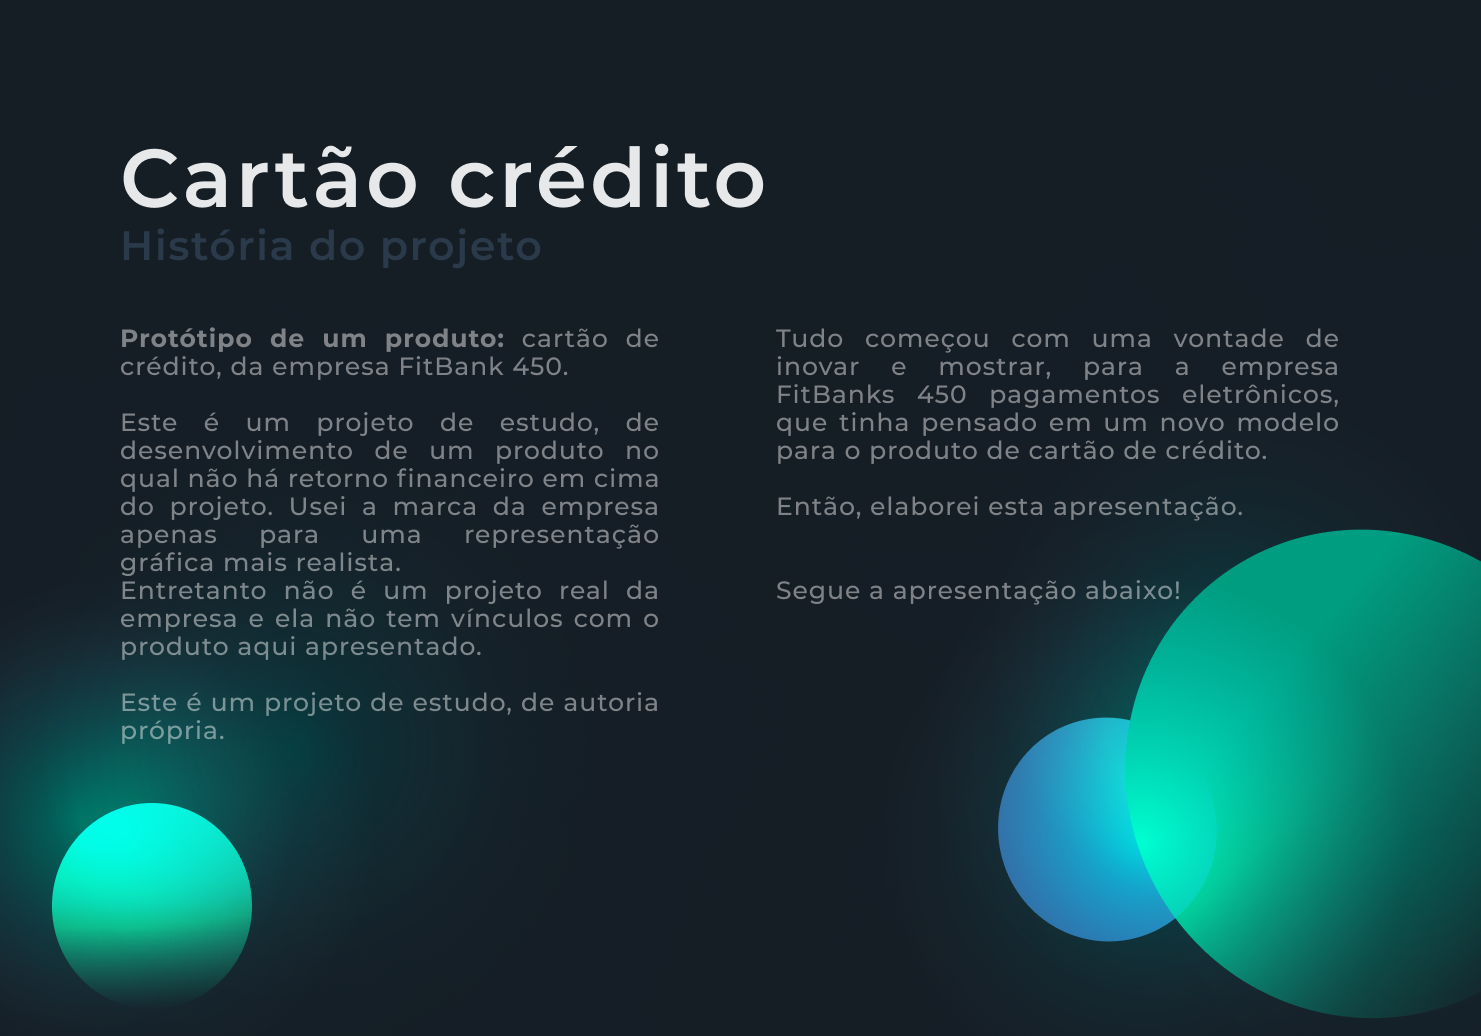 Cartão crédito
História do projeto
Protótipo de um produto: cartão de
crédito, da empresa FitBank 450.
Este é um projeto de estudo, de
desenvolvimento de um produto no
qual não há retorno financeiro em cima
do projeto. Usei a marca da empresa
apenas para uma representação
gráfica mais realista.
Entretanto não é um projeto real da
empresa e ela não tem vínculos com o
produto aqui apresentado.
Este é um projeto de estudo, de autoria
própria.
Tudo começou com uma vontade de
inovar e mostrar, para a empresa
FitBanks 450 pagamentos eletrônicos,
que tinha pensado em um novo modelo
para o produto de cartão de crédito.
Então, elaborei esta apresentação.
Segue a apresentação abaixo!